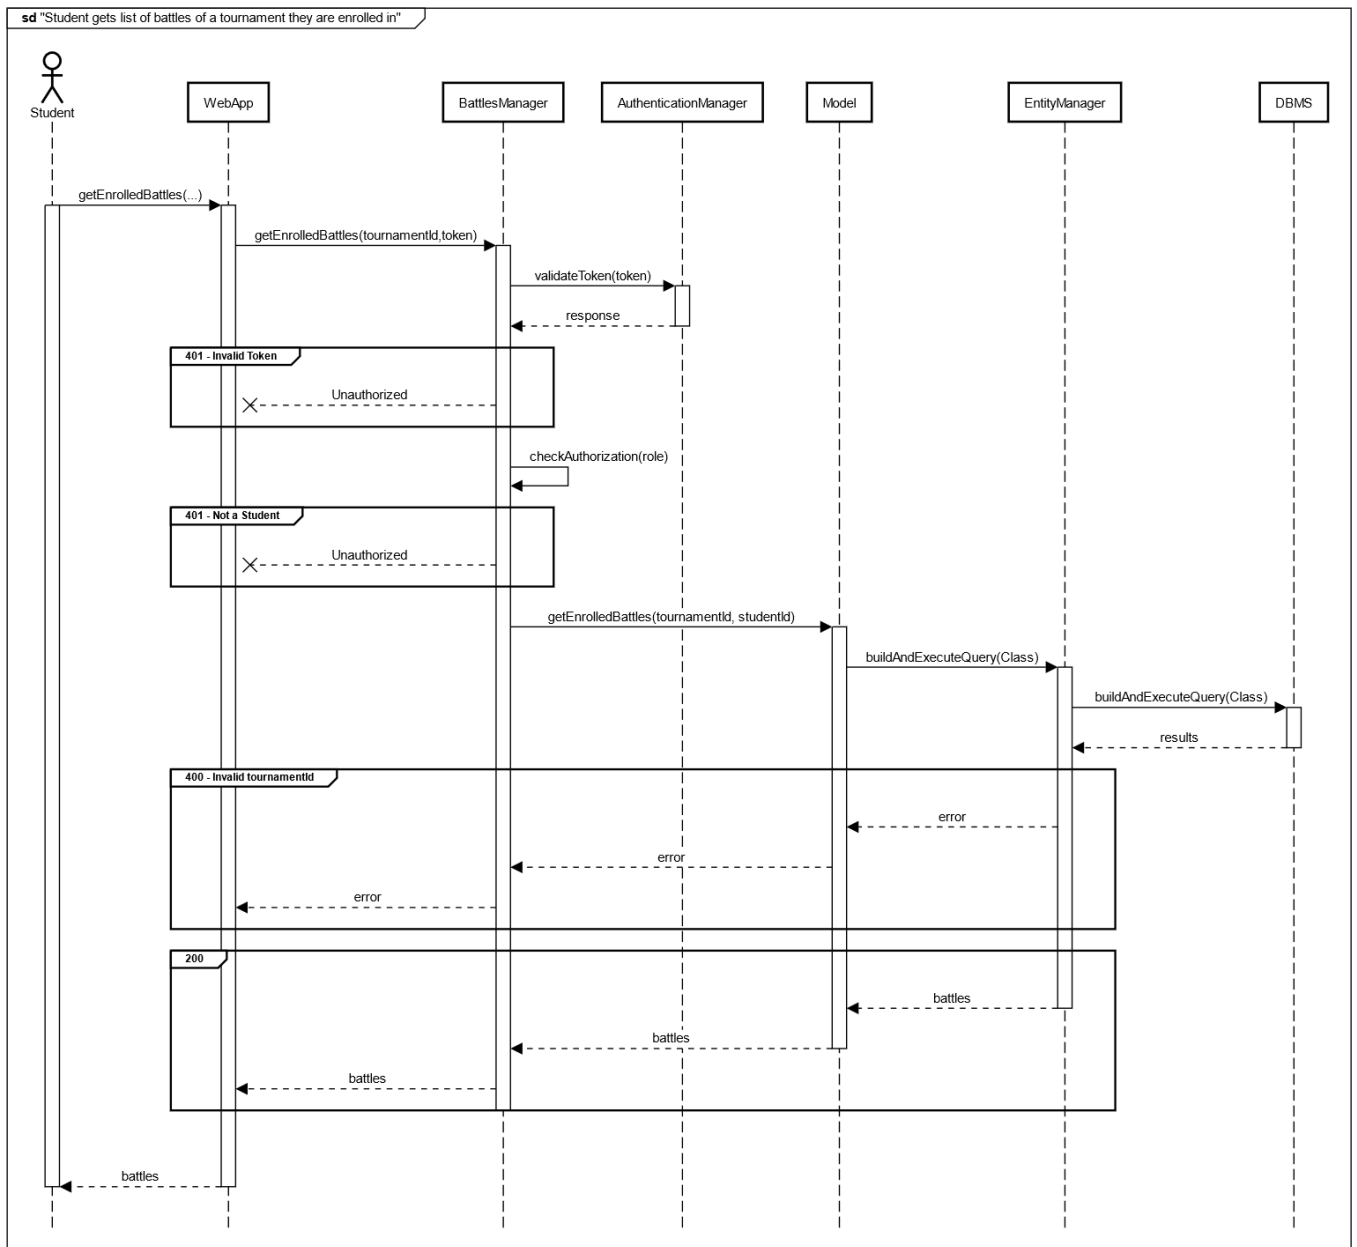 sd "Student gets list of battles of a tournament they are enrolled in"
Student
WebApp
BattlesManager
AuthenticationManager
Model
EntityManager
DBMS
getEnrolledBattles(...)
getEnrolledBattles(tournamentId,token)
validateToken(token)
response
401 - Invalid Token
Unauthorized
checkAuthorization(role)
401 - Not a Student
Unauthorized
getEnrolledBattles(tournamentId, studentId)
buildAndExecuteQuery(Class)
buildAndExecuteQuery(Class)
results
400 - Invalid tournamentId
error
error
error
200
battles
battles
battles
battles